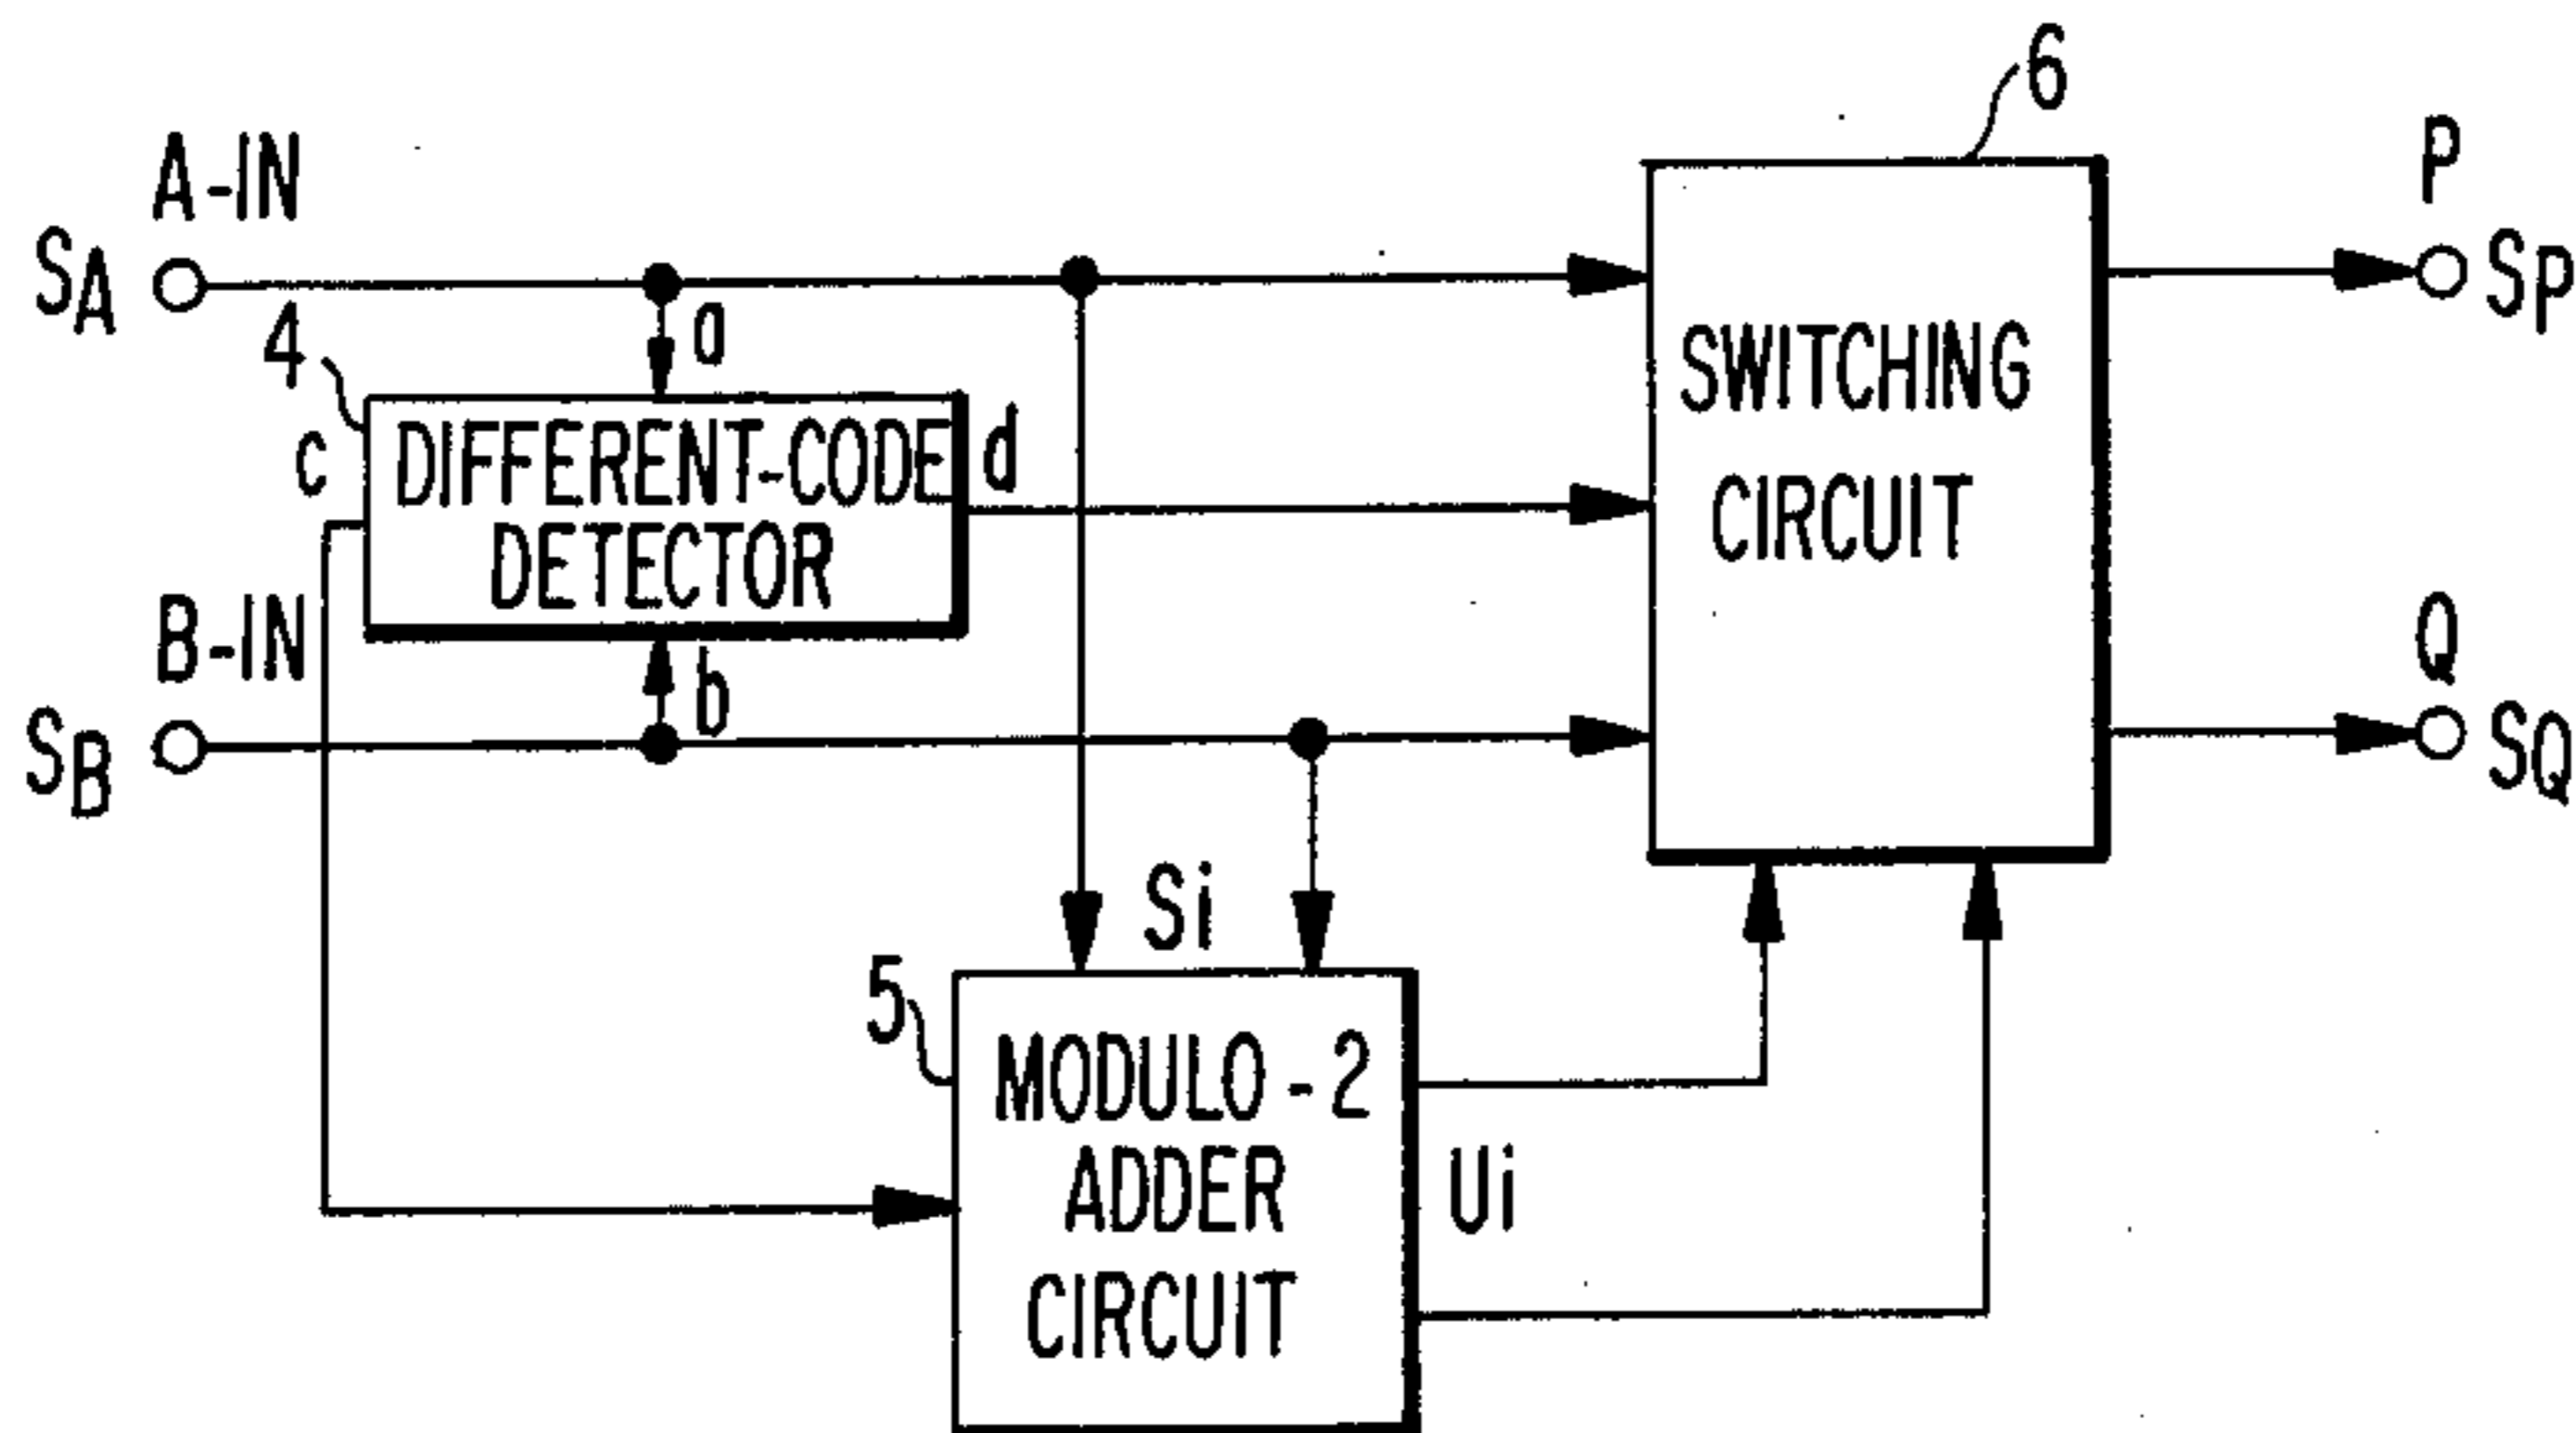 6
A-IN
P
SA
SP
4
a
SWITCHING
CIRCUIT
c
DIFFERENT-CODE
DETECTOR
d
B-IN
Q
b
SB
SQ
Si
5
MODULO-2
ADDER
CIRCUIT
Ui